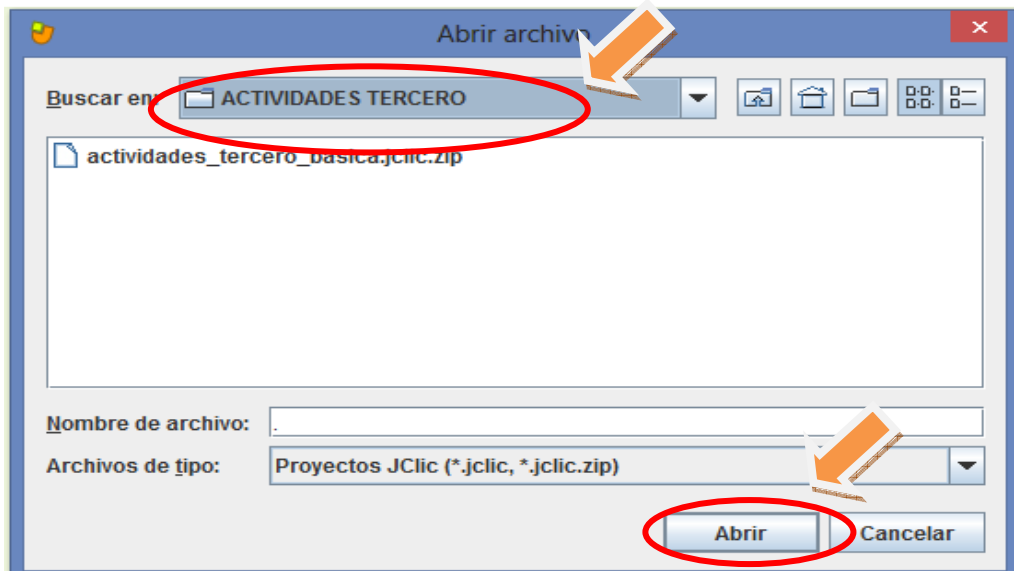 Abrir archivo
Buscar en: ACTIVIDADES TERCERO
actividades_tercero_basica.jclic.zip
Nombre de archivo: .
Archivos de tipo: Proyectos JClic (*.jclic, *.jclic.zip)
Abrir Cancelar